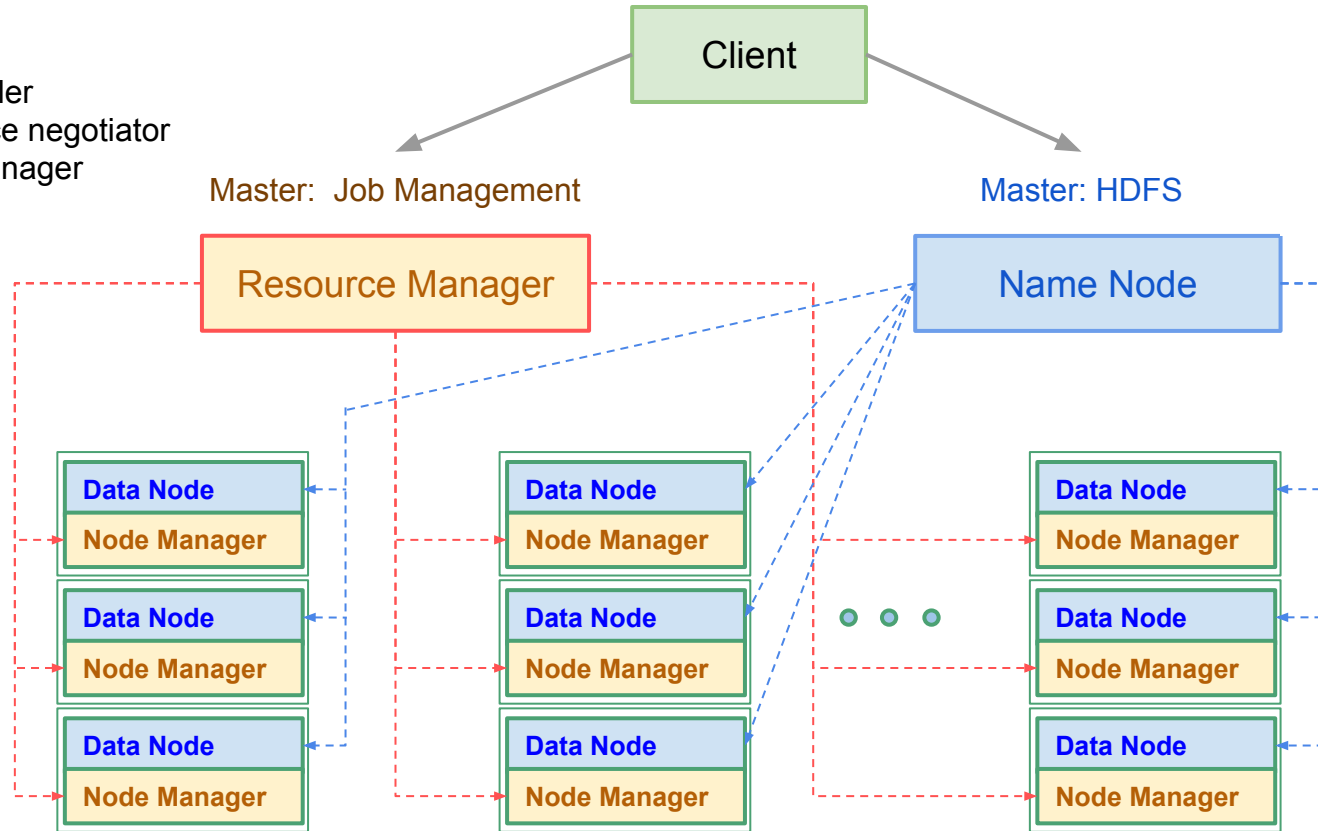 Client
negotiator
Master: Job Management
Master: HDFS
Resource Manager
Name Node
Data Node
Node Manager
Data Node
Node Manager
Data Node
Node Manager
Data Node
Node Manager
Data Node
Node Manager
Data Node
Node Manager
Data Node
Node Manager
Data Node
Node Manager
Data Node
Node Manager